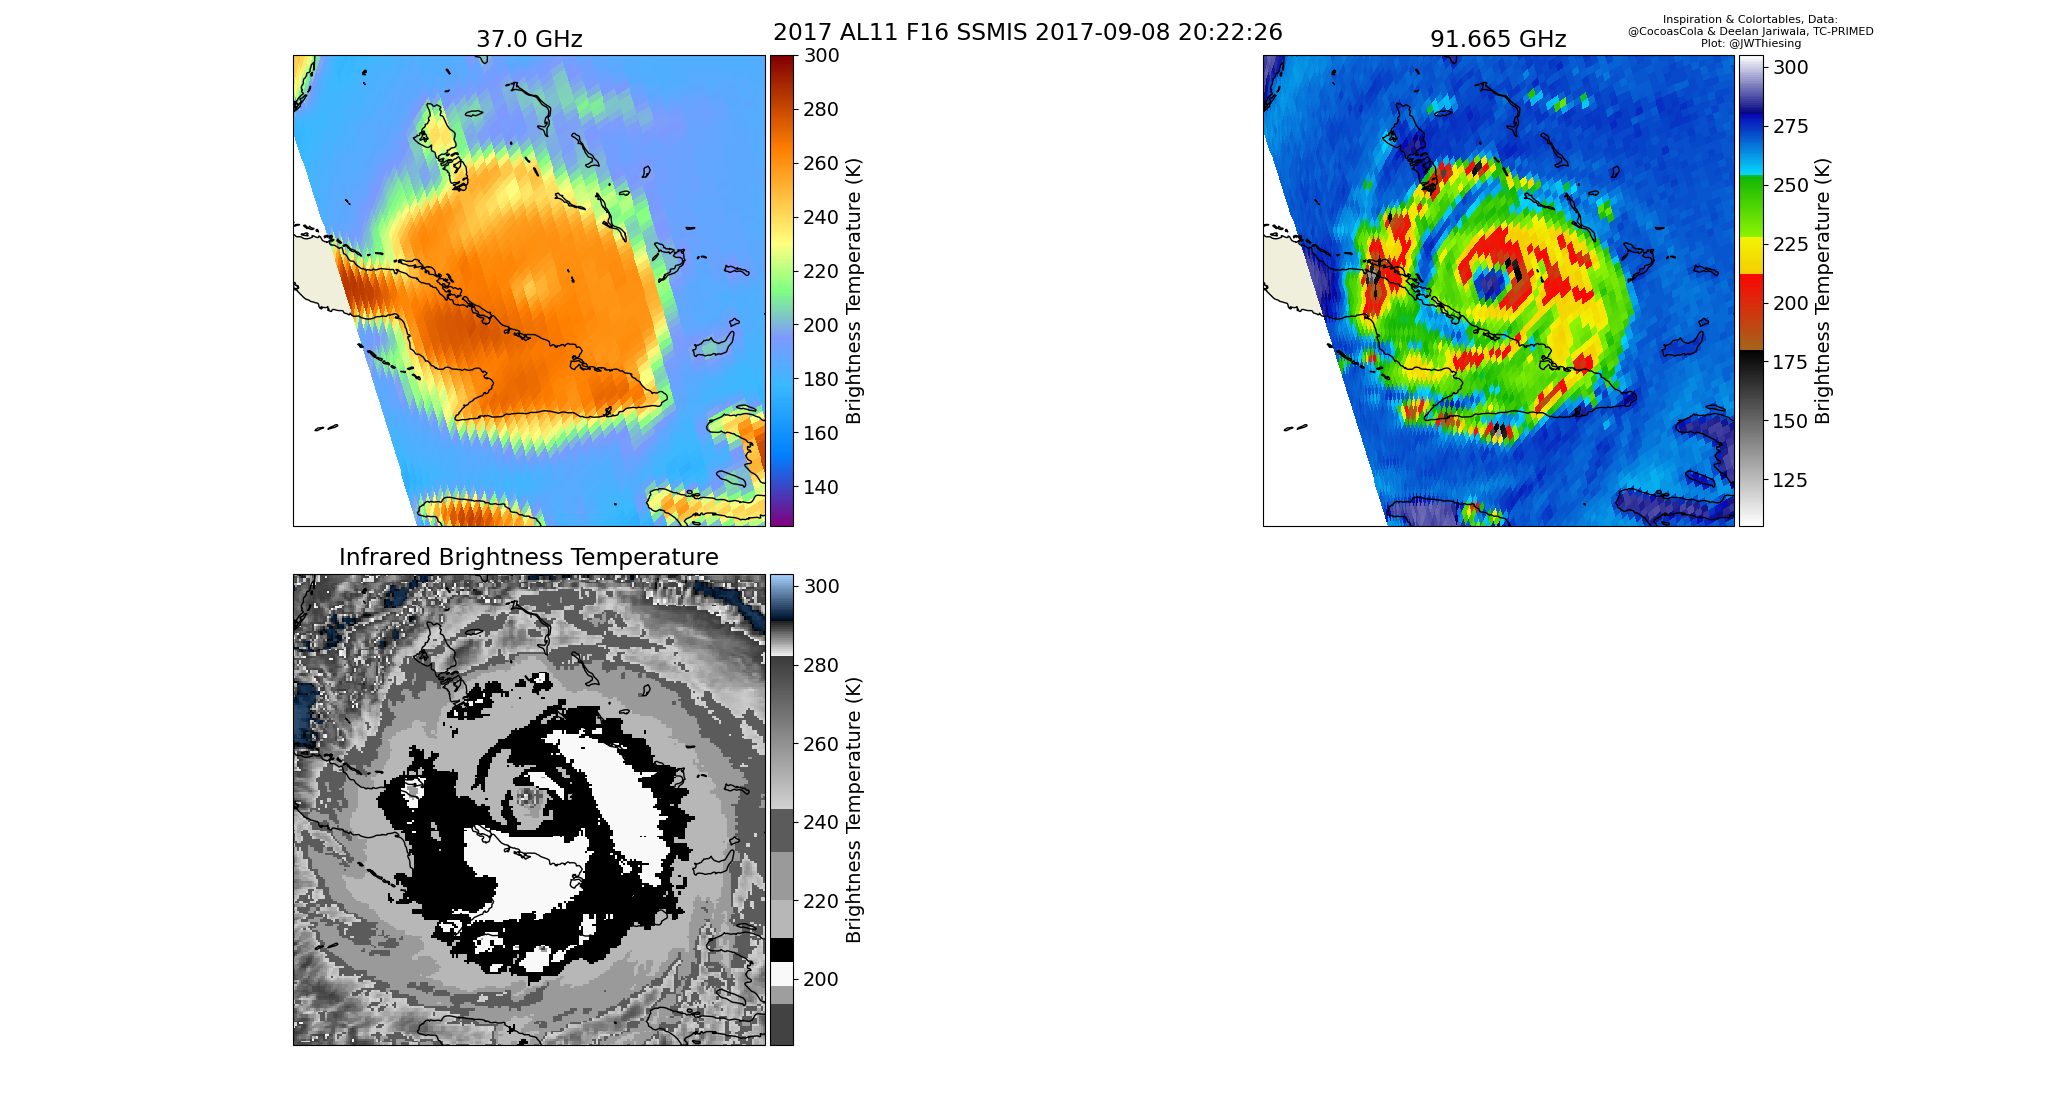 2017 AL11 F16 SSMIS 2017-09-08 20:22:26
Inspiration & Colortables, Data:
@CocoasCola & Deelan Jariwala, TC-PRIMED
Plot: @JWThiesing
37.0 GHz
300
280
260
240
220
200
180
160
140
Brightness Temperature (K)
91.665 GHz
300
275
250
225
200
175
150
125
Brightness Temperature (K)
Infrared Brightness Temperature
300
280
260
240
220
200
Brightness Temperature (K)